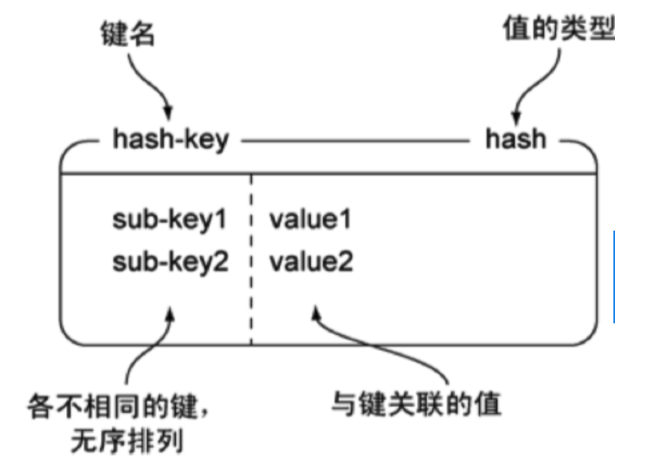 键名
值的类型
hash-key
hash
sub-key1
value1
sub-key2
value2
各不相同的键，
无序排列
与键关联的值